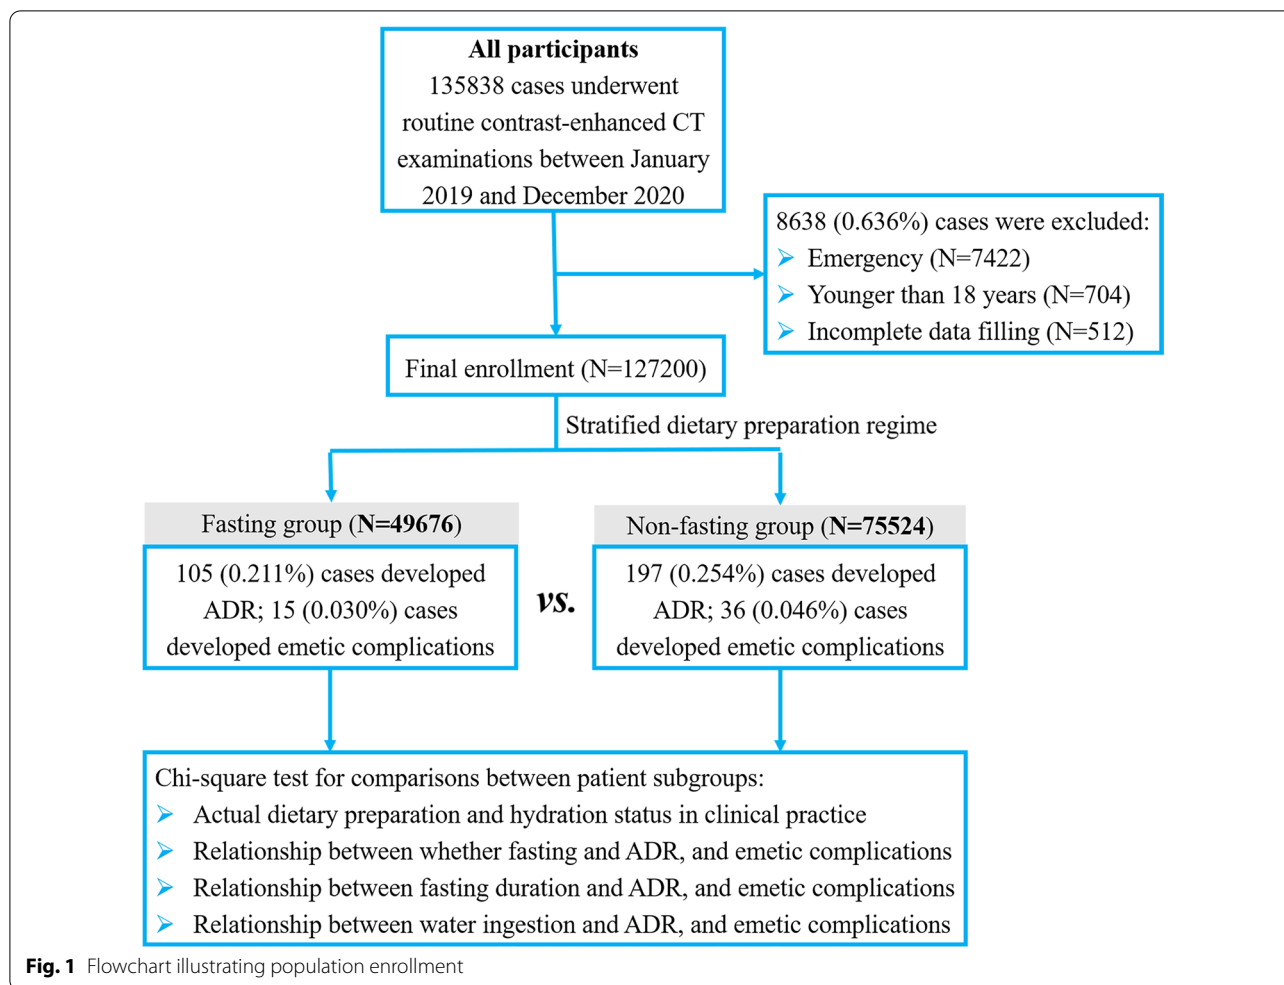 All participants
135838 cases underwent
routine contrast-enhanced CT
examinations between January
2019 and December 2020
8638 (0.636%) cases were excluded:
➢ Emergency (N=7422)
➢ Younger than 18 years (N=704)
➢ Incomplete data filling (N=512)
Final enrollment (N=127200)
Stratified dietary preparation regime
Fasting group (N=49676)
105 (0.211%) cases developed
ADR; 15 (0.030%) cases
developed emetic complications
vs.
Non-fasting group (N=75524)
197 (0.254%) cases developed
ADR; 36 (0.046%) cases
developed emetic complications
Chi-square test for comparisons between patient subgroups:
➢ Actual dietary preparation and hydration status in clinical practice
➢ Relationship between whether fasting and ADR, and emetic complications
➢ Relationship between fasting duration and ADR, and emetic complications
➢ Relationship between water ingestion and ADR, and emetic complications
Fig. 1 Flowchart illustrating population enrollment